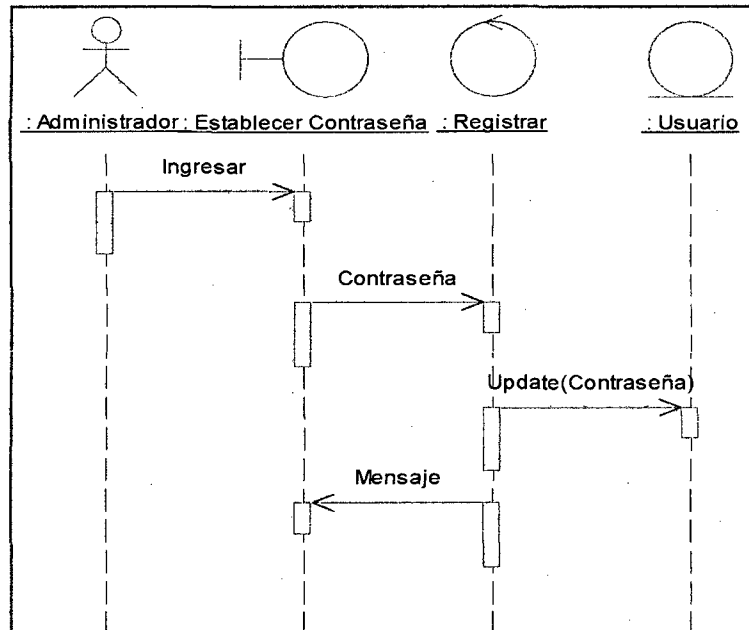 : Administrador : Establecer Contraseña : Registrar : Usuario
Ingresar
Contraseña
Update(Contraseña)
Mensaje